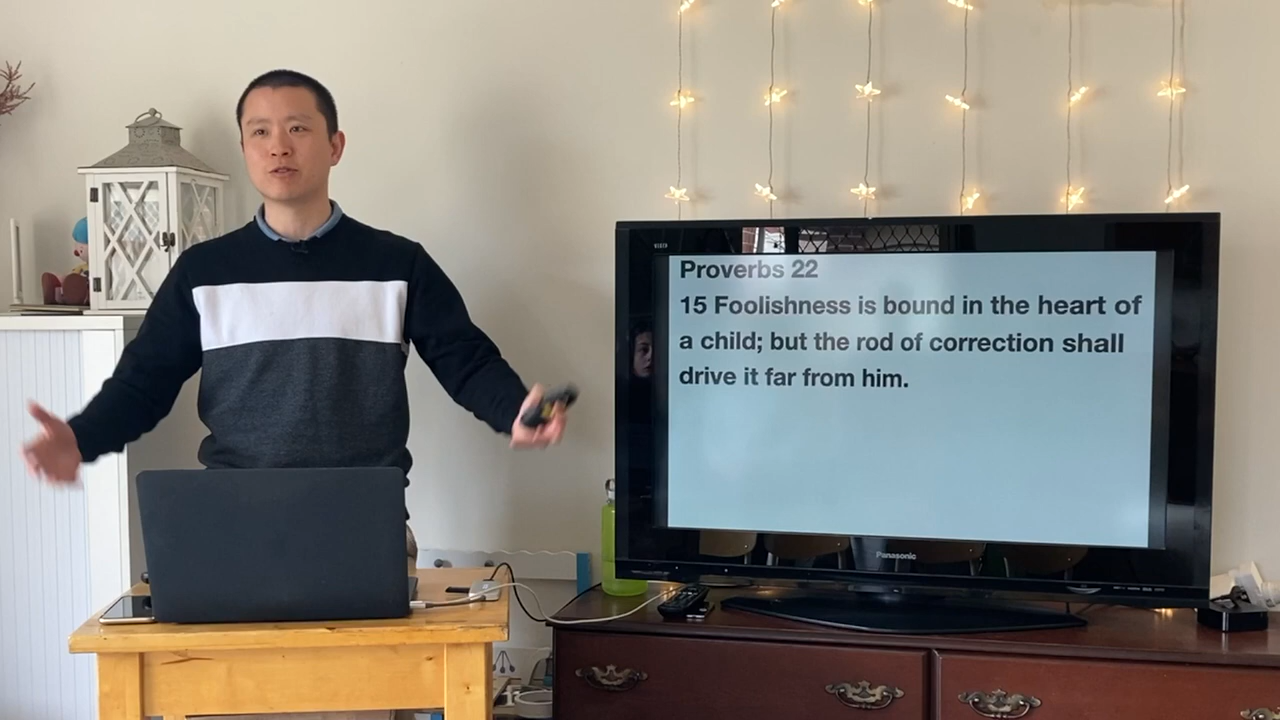 Proverbs 22
15 Foolishness is bound in the heart of
a child; but the rod of correction shall
drive it far from him.
Panasonic